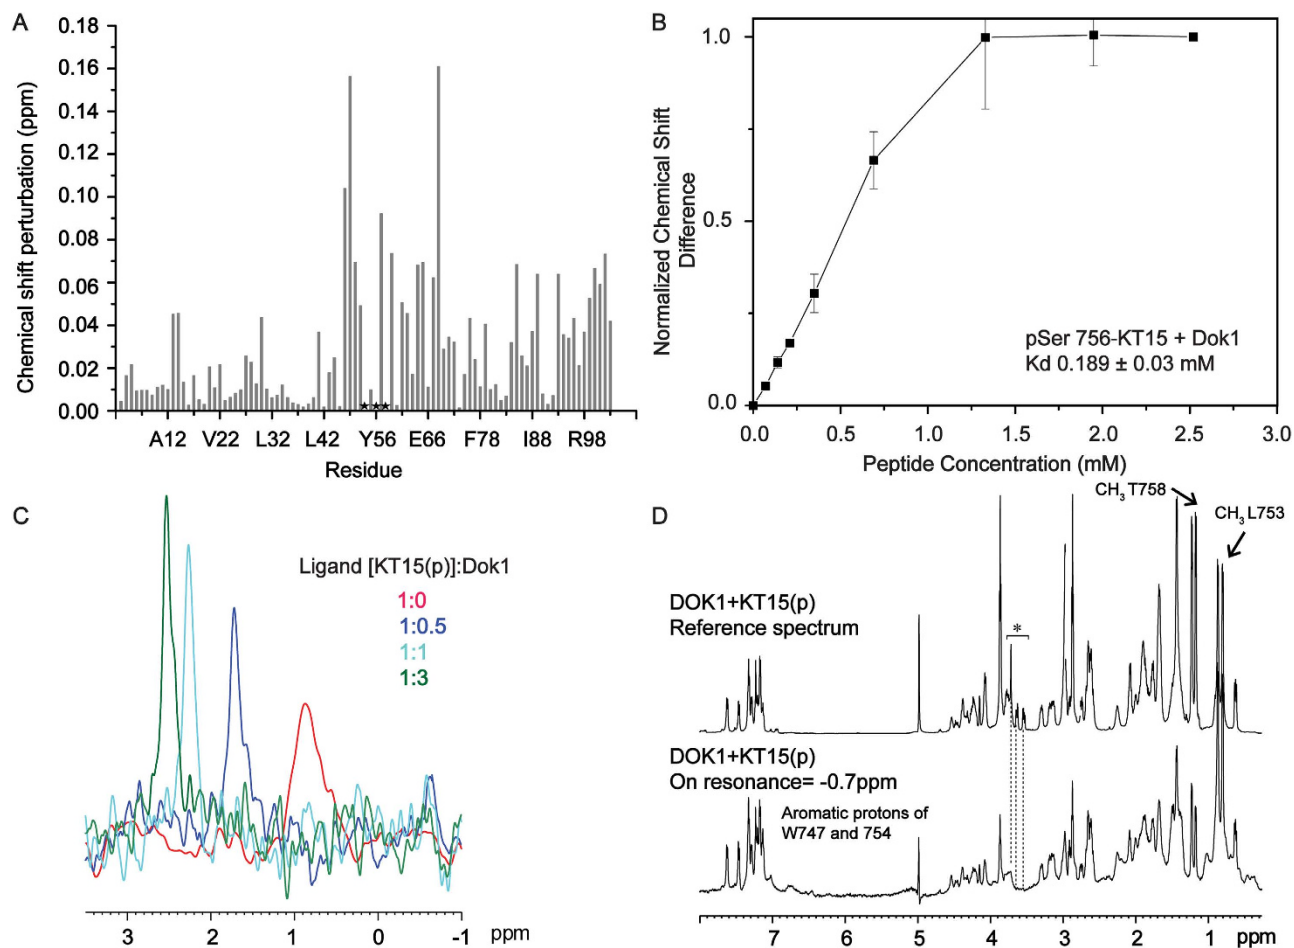 A
Chemical shift perturbation (ppm)
0.18
0.16
0.14
0.12
0.10
0.08
0.06
0.04
0.02
0.00
★ ★ ★
A12 V22 L32 L42 Y56 E66 F78 I88 R98
Residue
B
Normalized Chemical Shift
Difference
1.0
0.5
0.0
pSer 756-KT15 + Dok1
Kd 0.189 ± 0.03 mM
0.0 0.5 1.0 1.5 2.0 2.5 3.0
Peptide Concentration (mM)
C
Ligand [KT15(p)]:Dok1
1:0
1:0.5
1:1
1:3
3 2 1 0 -1 ppm
D
CH3 T758
CH3 L753
DOK1+KT15(p)
Reference spectrum
*
DOK1+KT15(p)
On resonance= -0.7ppm
Aromatic protons of
W747 and 754
7 6 5 4 3 2 1 ppm